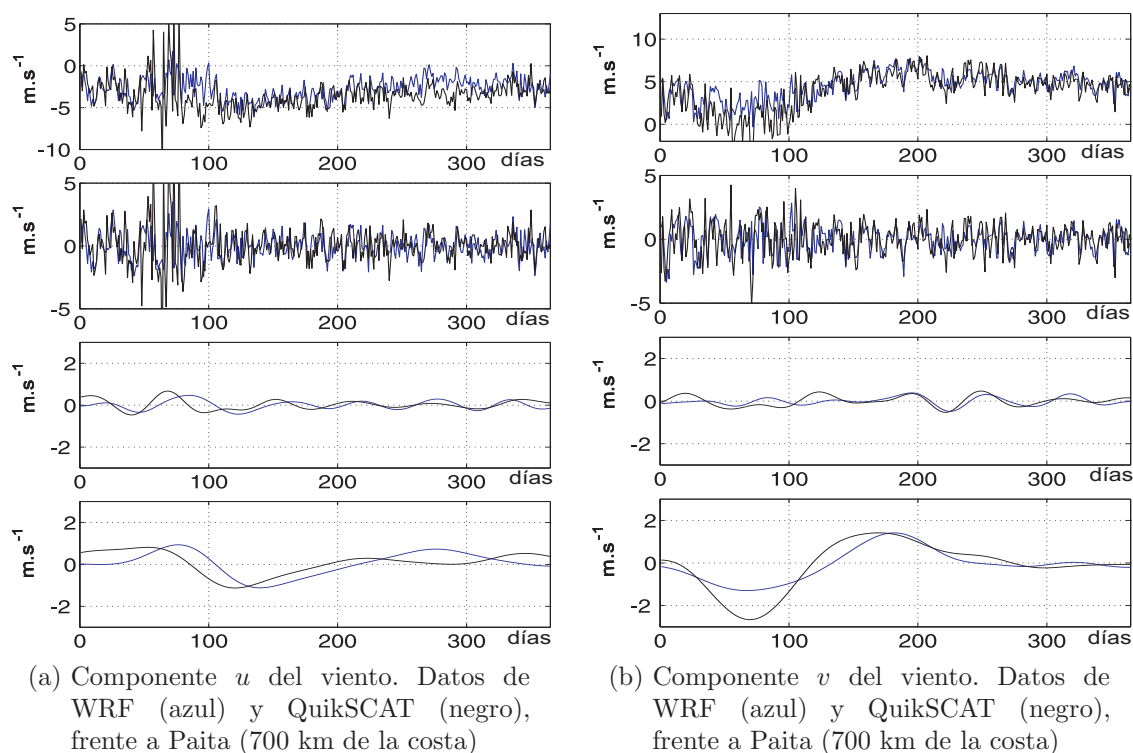 5
0
-5
-10
m.s⁻¹
0 100 200 300 días
5
0
-5
m.s⁻¹
0 100 200 300 días
2
0
-2
m.s⁻¹
0 100 200 300 días
2
0
-2
m.s⁻¹
0 100 200 300 días
(a) Componente u del viento. Datos de
WRF (azul) y QuikSCAT (negro),
frente a Paita (700 km de la costa)
10
5
0
m.s⁻¹
0 100 200 300 días
5
0
-5
m.s⁻¹
0 100 200 300 días
2
0
-2
m.s⁻¹
0 100 200 300 días
2
0
-2
m.s⁻¹
0 100 200 300 días
(b) Componente v del viento. Datos de
WRF (azul) y QuikSCAT (negro),
frente a Paita (700 km de la costa)